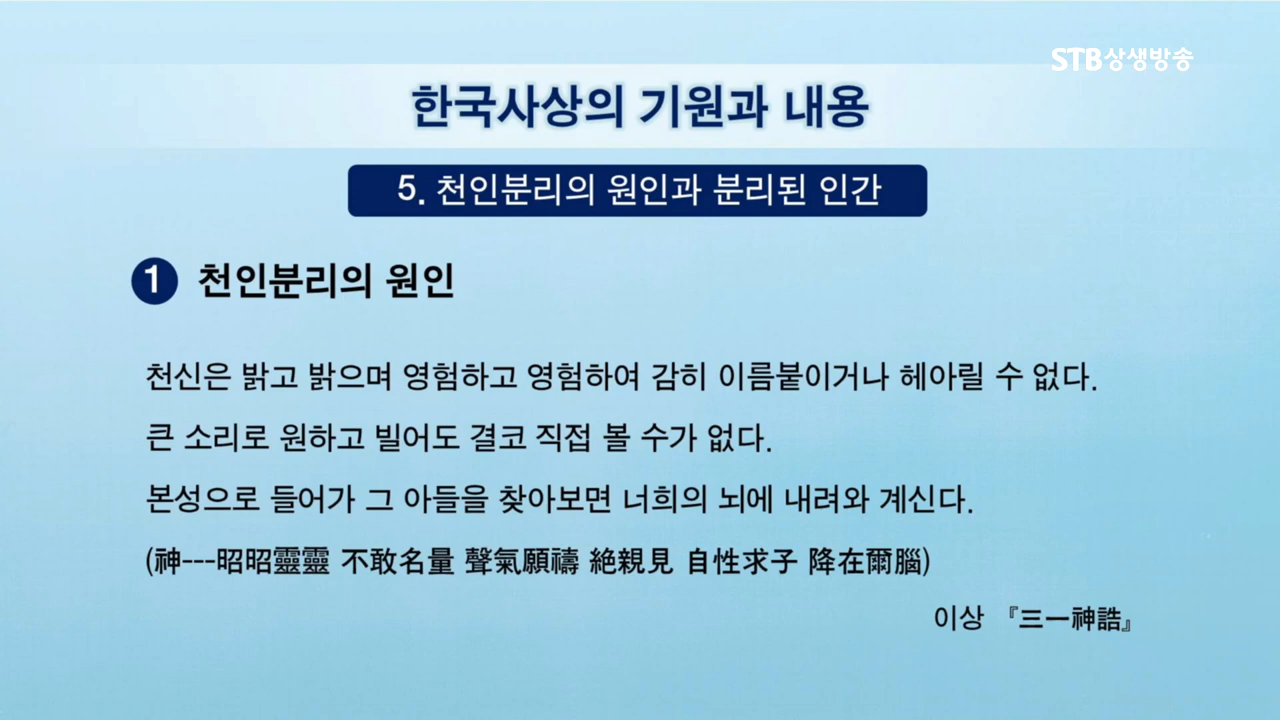 STB상생방송
한국사상의 기원과 내용
5. 천인분리의 원인과 분리된 인간
1 천인분리의 원인
천신은 밝고 밝으며 영험하고 영험하여 감히 이름붙이거나 헤아릴 수 없다.
큰 소리로 원하고 빌어도 결코 직접 볼 수가 없다.
본성으로 들어가 그 아들을 찾아보면 너희의 뇌에 내려와 계신다.
(神---昭昭靈靈 不敢名量 聲氣願禱 絶親見 自性求子 降在爾腦)
이상 『三一神誥』